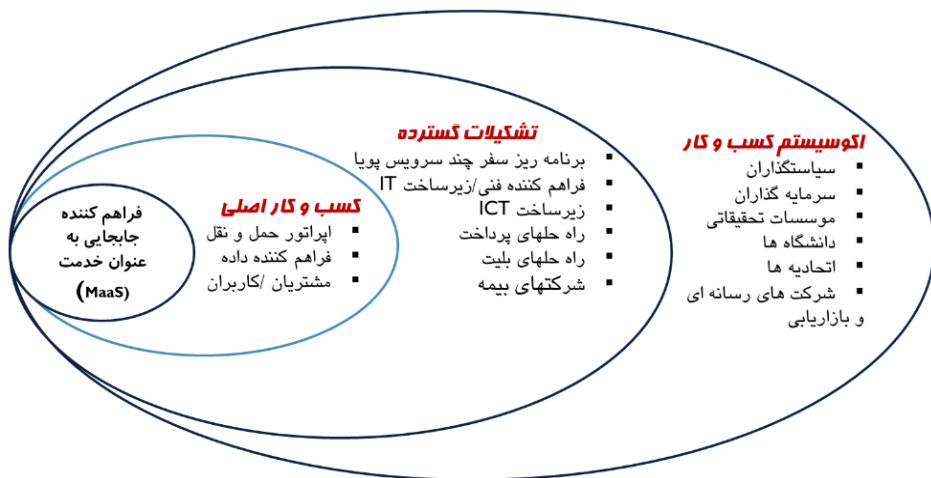 اکوسیستم کسب و کار
▪ سیاستگذاران
▪ سرمایه گذاران
▪ موسسات تحقیقاتی
▪ دانشگاه ها
▪ اتحادیه ها
▪ شرکت های رسانه ای
و بازاریابی
تشکیلات گسترده
▪ برنامه ریز سفر چند سرویس پویا
▪ فراهم کننده فنی/زیرساخت IT
▪ زیرساخت ICT
▪ راه حلهای پرداخت
▪ راه حلهای بلیت
▪ شرکتهای بیمه
کسب و کار اصلی
▪ اپراتور حمل و نقل
▪ فراهم کننده داده
▪ مشتریان /کاربران
فراهم کننده
جابجایی به
عنوان خدمت
(MaaS)